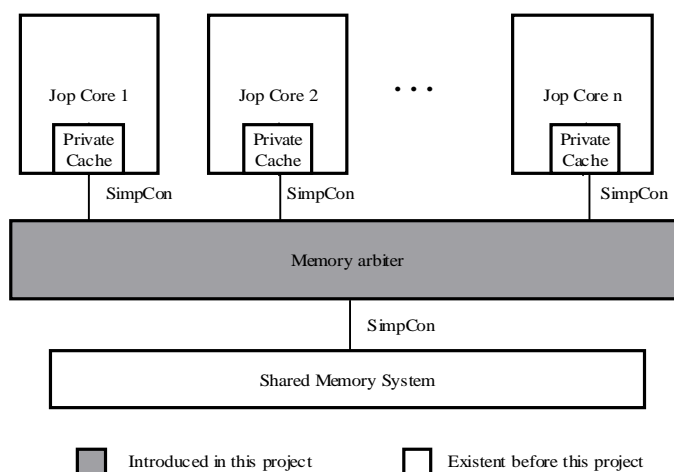 Jop Core 1
Jop Core 2
...
Jop Core n
Private
Cache
Private
Cache
Private
Cache
SimpCon
SimpCon
SimpCon
Memory arbiter
SimpCon
Shared Memory System
Introduced in this project
Existent before this project